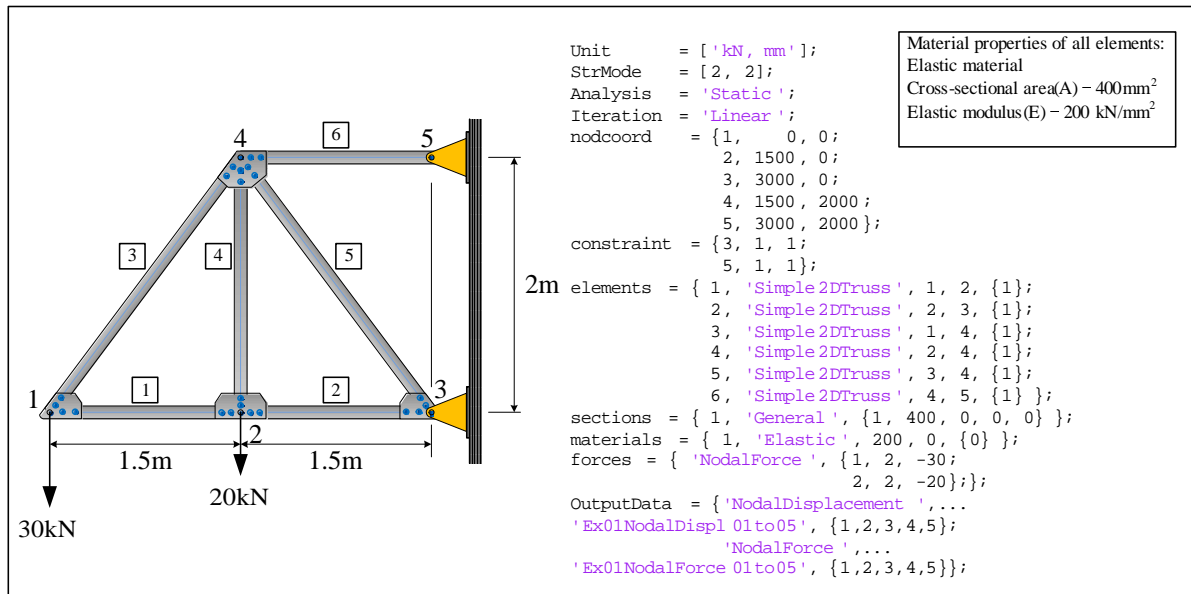 4
6
5
3
4
5
2m
1
1
2
3
2
1.5m
1.5m
20kN
30kN
Unit = ['kN, mm'];
StrMode = [2, 2];
Analysis = 'Static';
Iteration = 'Linear';
nodcoord = {1, 0, 0;
2, 1500, 0;
3, 3000, 0;
4, 1500, 2000;
5, 3000, 2000};
constraint = {3, 1, 1;
5, 1, 1};
elements = { 1, 'Simple2DTruss', 1, 2, {1};
2, 'Simple2DTruss', 2, 3, {1};
3, 'Simple2DTruss', 1, 4, {1};
4, 'Simple2DTruss', 2, 4, {1};
5, 'Simple2DTruss', 3, 4, {1};
6, 'Simple2DTruss', 4, 5, {1} };
sections = { 1, 'General', {1, 400, 0, 0, 0} };
materials = { 1, 'Elastic', 200, 0, {0} };
forces = { 'NodalForce', {1, 2, -30;
2, 2, -20};};
OutputData = {'NodalDisplacement',...
'Ex01NodalDispl01to05', {1,2,3,4,5};
'NodalForce',...
'Ex01NodalForce01to05', {1,2,3,4,5}};
Material properties of all elements:
Elastic material
Cross-sectional area(A) – 400mm²
Elastic modulus(E) – 200 kN/mm²